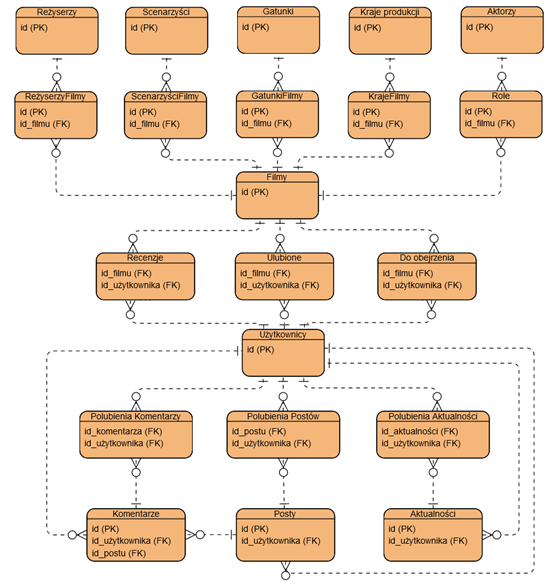 Reżyserzy
id (PK)
Scenarzyści
id (PK)
Gatunki
id (PK)
Kraje produkcji
id (PK)
Aktorzy
id (PK)
ReżyserzyFilmy
id (PK)
id_filmu (FK)
ScenarzyściFilmy
id (PK)
id_filmu (FK)
GatunkiFilmy
id (PK)
id_filmu (FK)
KrajeFilmy
id (PK)
id_filmu (FK)
Role
id (PK)
id_filmu (FK)
Filmy
id (PK)
Recenzje
id_filmu (FK)
id_użytkownika (FK)
Ulubione
id_filmu (FK)
id_użytkownika (FK)
Do obejrzenia
id_filmu (FK)
id_użytkownika (FK)
Użytkownicy
id (PK)
Polubienia Komentarzy
id_komentarza (FK)
id_użytkownika (FK)
Polubienia Postów
id_postu (FK)
id_użytkownika (FK)
Polubienia Aktualności
id_aktualności (FK)
id_użytkownika (FK)
Komentarze
id (PK)
id_użytkownika (FK)
id_postu (FK)
Posty
id (PK)
id_użytkownika (FK)
Aktualności
id (PK)
id_użytkownika (FK)